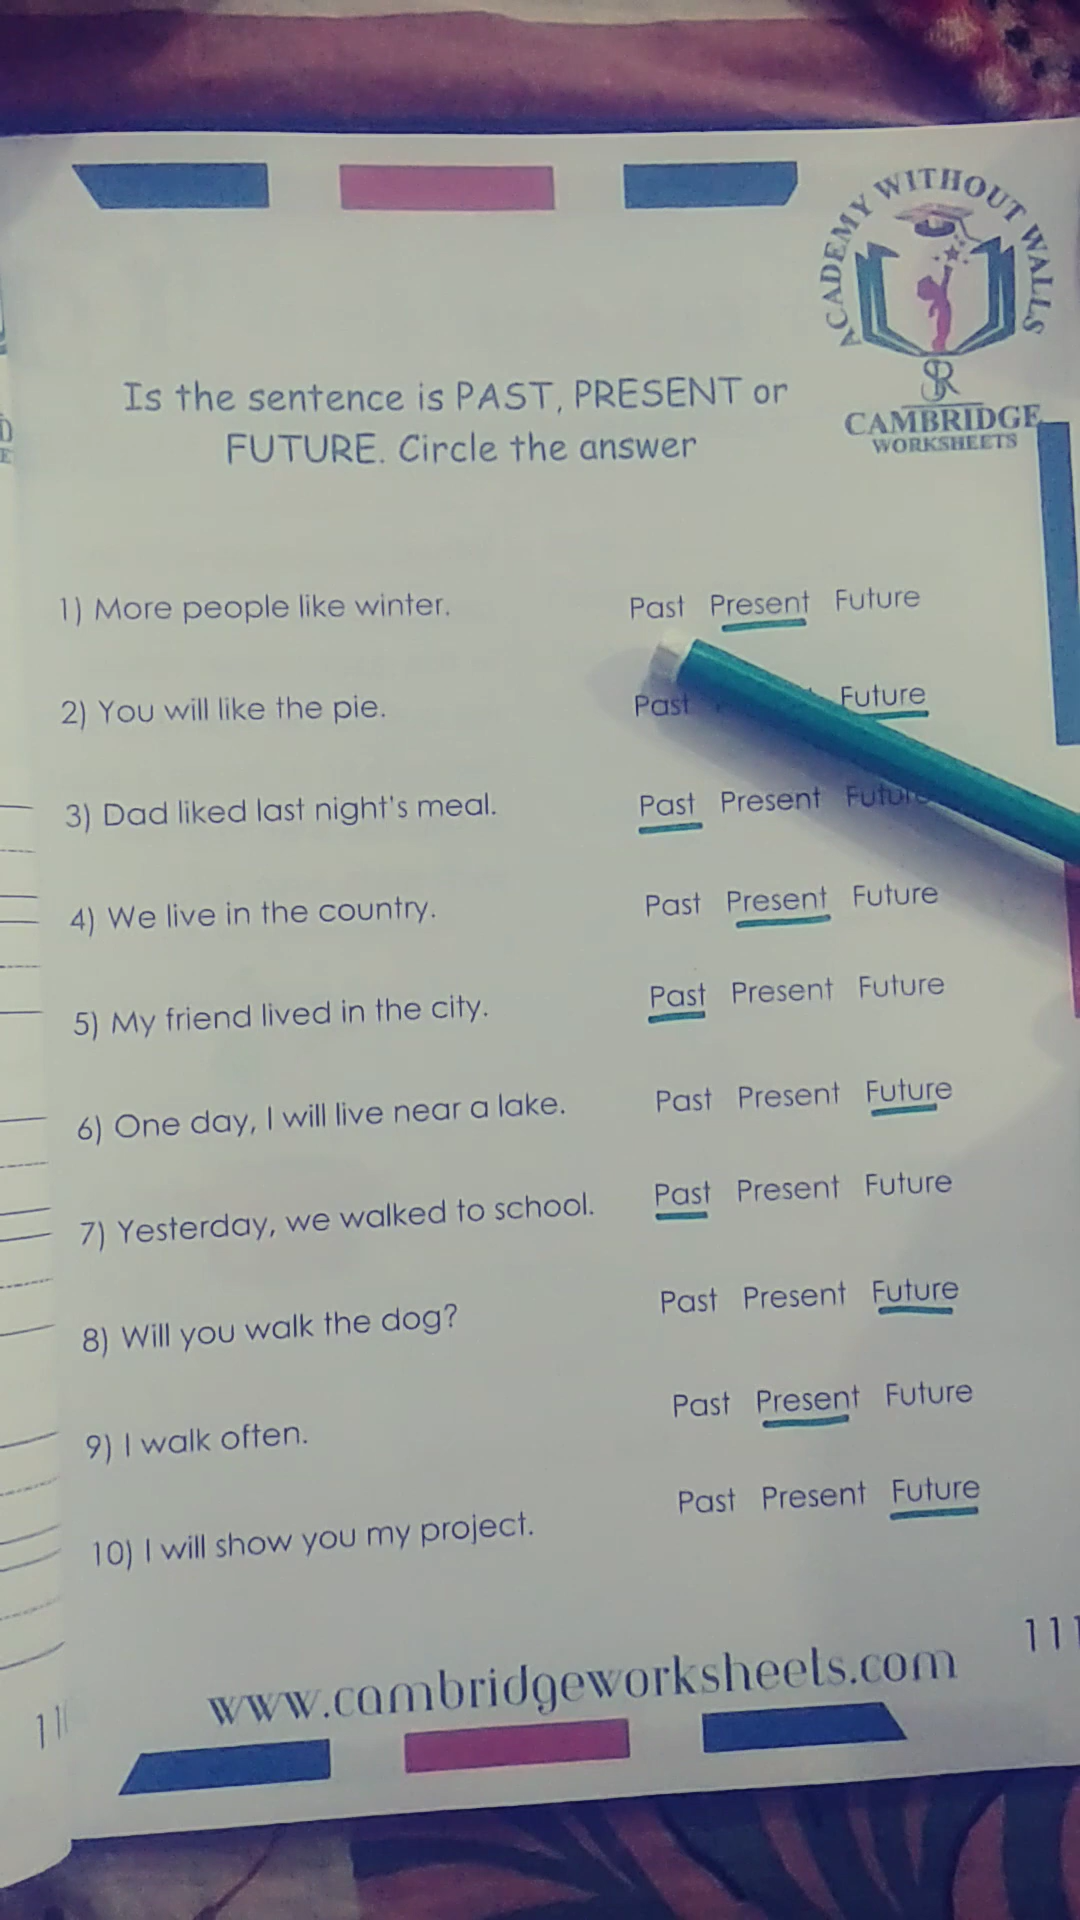 ACADEMY WITHOUT WALLS
CAMBRIDGE
WORKSHEETS
Is the sentence is PAST, PRESENT or
FUTURE. Circle the answer
1) More people like winter. Past Present Future
2) You will like the pie. Past Future
3) Dad liked last night's meal. Past Present Future
4) We live in the country. Past Present Future
5) My friend lived in the city. Past Present Future
6) One day, I will live near a lake. Past Present Future
7) Yesterday, we walked to school. Past Present Future
8) Will you walk the dog? Past Present Future
9) I walk often. Past Present Future
10) I will show you my project. Past Present Future
111
www.cambridgeworksheets.com